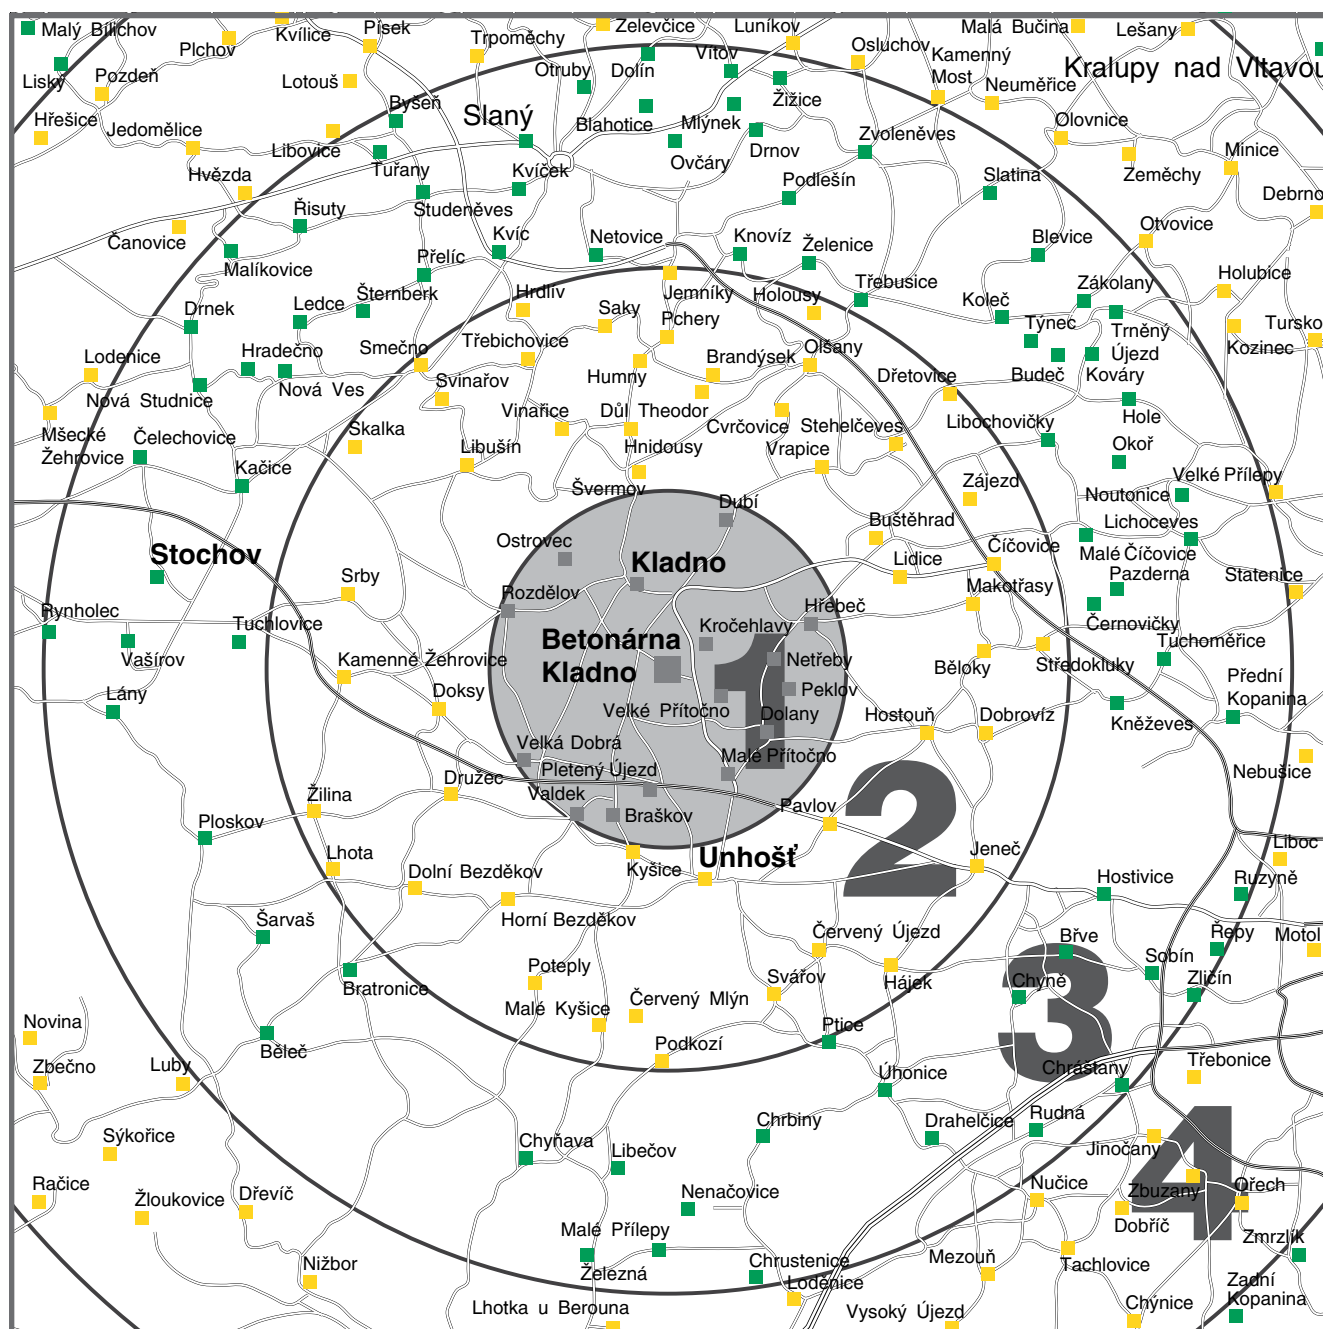 Malý Bílichov
Plchov
Kvílice
Písek
Trpoměchy
Zelevčice
Luníkov
Osluchov
Malá Bučina
Lešany
Liský
Pozdeň
Lotouš
Otruby
Dolín
Vítov
Kamenný
Most
Kralupy nad Vltavou
Neuměřice
Hřešice
Jedomělice
Byšeň
Slaný
Blahotice
Mlýnek
Žižice
Olovnice
Libovice
Drnov
Zvoleněves
Minice
Hvězda
Tuřany
Kvíček
Ovčáry
Podlešín
Slatina
Zeměchy
Debrno
Řisuty
Studeněves
Čanovice
Otvovice
Malíkovice
Přelíc
Kvíc
Netovice
Knovíz
Želenice
Blevice
Holubice
Drnek
Ledce
Šternberk
Hrdliv
Jemníky
Holousy
Třebusice
Zákolany
Koleč
Saky
Pchery
Týnec
Trněný
Újezd
Tursko
Kozinec
Lodenice
Hradečno
Smečno
Třebichovice
Olšany
Brandýsek
Budeč
Kováry
Nová Studnice
Nová Ves
Svinařov
Humny
Dřetovice
Mšecké
Žehrovice
Čelechovice
Skalka
Vinařice
Důl Theodor
Cvrčovice
Stehelčeves
Libochovičky
Hole
Okoř
Kačice
Libušín
Hnidousy
Vrapice
Zájezd
Noutonice
Velké Přílepy
Švermov
Dubí
Buštěhrad
Lichoceves
Stochov
Ostrovec
Kladno
Lidice
Číčovice
Malé Číčovice
Pazderna
Statenice
Srby
Rozdělov
Makotřasy
Rynholec
Tuchlovice
Hřebeč
Černovičky
Vašírov
Betonárna
Kladno
Kročehlavy
1
Netřeby
Běloky
Středokluky
Tuchoměřice
Kamenné Žehrovice
Přední
Kopanina
Lány
Doksy
Velké Přítočno
Peklov
Dolany
Hostouň
Dobrovíz
Kněževes
Velká Dobrá
Malé Přítočno
Nebušice
Družec
Pletený Újezd
Valdek
2
Žilina
Braškov
Pavlov
Ploskov
Lhota
Unhošť
Jeneč
Liboc
Kyšice
Dolní Bezděkov
Hostivice
Ruzyně
Horní Bezděkov
Šarvaš
Červený Újezd
Břve
Řepy
Motol
Poteply
Sobín
Bratronice
Svářov
Hájek
3
Chýně
Zličín
Malé Kyšice
Červený Mlýn
Novina
Ptice
Běleč
Podkozí
Zbečno
Luby
Úhonice
Chrášťany
Třebonice
Sýkořice
Chyňava
Libečov
Chrbiny
Drahelčice
Rudná
Jinočany
4
Račice
Žloukovice
Dřevíč
Nenačovice
Nučice
Zbuzany
Ořech
Dobříč
Malé Přílepy
Zmrzlík
Nižbor
Železná
Chrustenice
Mezouň
Tachlovice
Loděnice
Zadní
Kopanina
Lhotka u Berouna
Vysoký Újezd
Chýnice